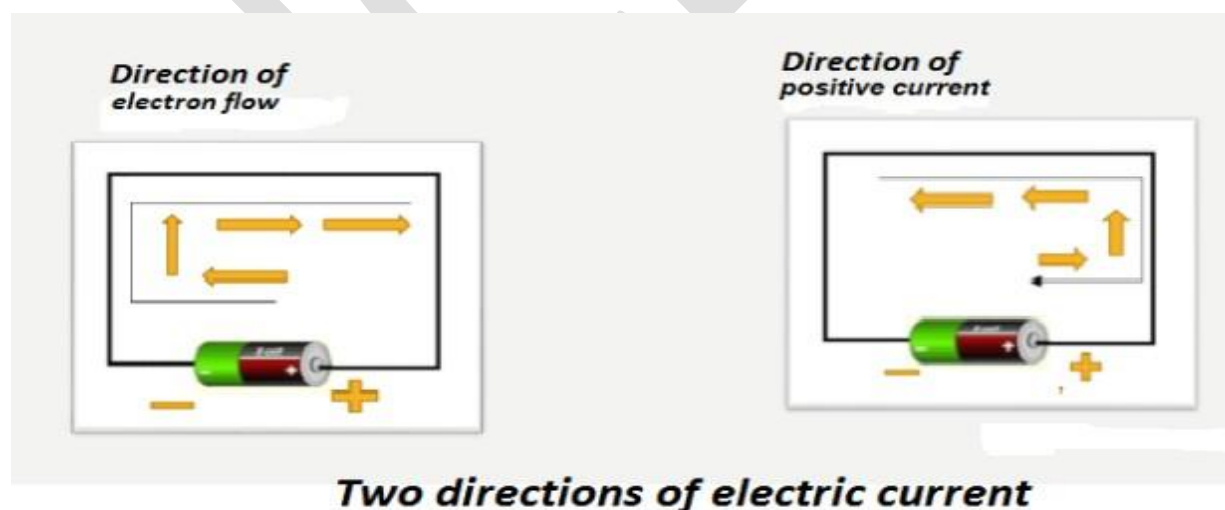 Direction of
electron flow
Direction of
positive current
Two directions of electric current